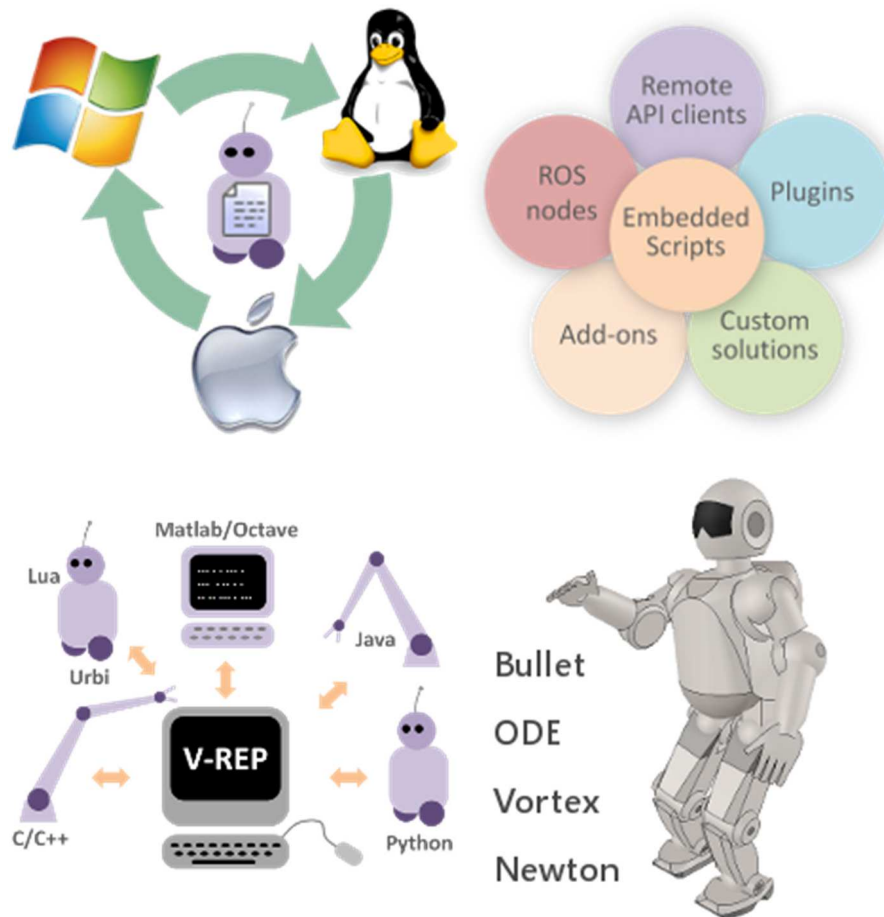 Remote
API clients
ROS
nodes
Plugins
Embedded
Scripts
Add-ons
Custom
solutions
Matlab/Octave
Lua
Java
Urbi
V-REP
C/C++
Python
Bullet
ODE
Vortex
Newton